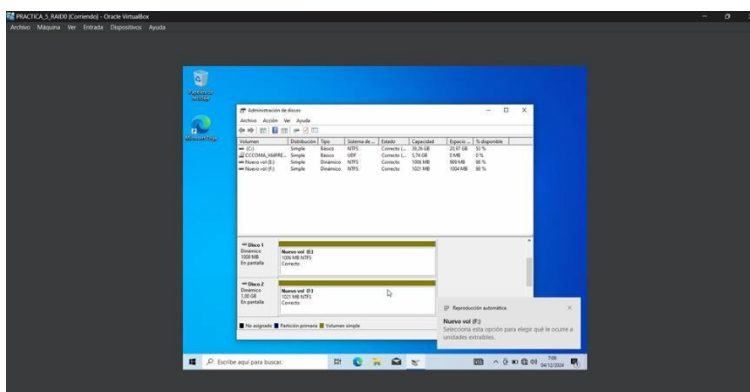 PRACTICA_5_RAID0 [Corriendo] - Oracle VirtualBox
Archivo Máquina Ver Entrada Dispositivos Ayuda
Papelera de reciclaje
Microsoft Edge
Administración de discos
Archivo Acción Ver Ayuda
Volumen Distribución Tipo Sistema de ... Estado Capacidad Espacio ... % disponible
(C:) Simple Básico NTFS Correcto (... 20,97 GB 53 %
Simple Básico UDF Correcto (... 5,74 GB 0 MB 0 %
Nuevo vol (E:) Simple Dinámico NTFS Correcto 1006 MB 989 MB 98 %
Nuevo vol (F:) Simple Dinámico NTFS Correcto 1021 MB 1004 MB 98 %
Disco 1
Dinámico
En pantalla
Nuevo vol (E:)
1006 MB NTFS
Correcto
Disco 2
Dinámico
1,00 GB
En pantalla
Nuevo vol (F:)
1021 MB NTFS
Correcto
No asignado Partición primaria Volumen simple
Reproducción automática
Nuevo vol (F:)
Selecciona esta opción para elegir qué le ocurre a
unidades extraíbles.
Escribe aquí para buscar.
7:09
04/12/2024